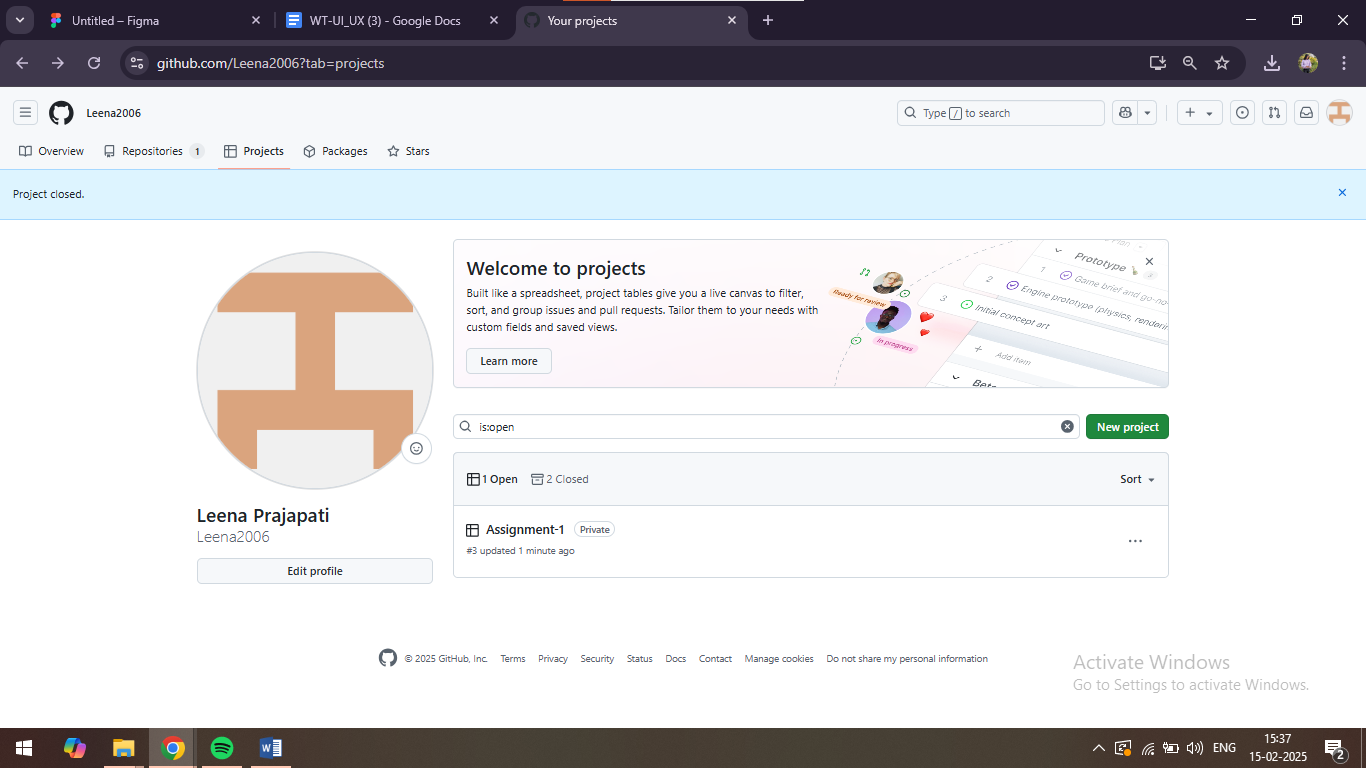 Untitled – Figma
WT-UI_UX (3) - Google Docs
Your projects
github.com/Leena2006?tab=projects
Leena2006
Type / to search
Overview
Repositories 1
Projects
Packages
Stars
Project closed.
Welcome to projects
Built like a spreadsheet, project tables give you a live canvas to filter,
sort, and group issues and pull requests. Tailor them to your needs with
custom fields and saved views.
Learn more
Ready for review
In progress
Prototype
1 Game brief and go-no
2 Engine prototype (physics, renderin
3 Initial concept art
+ Add item
Beta
is:open
New project
1 Open
2 Closed
Sort
Assignment-1
Private
#3 updated 1 minute ago
Leena Prajapati
Leena2006
Edit profile
© 2025 GitHub, Inc.
Terms
Privacy
Security
Status
Docs
Contact
Manage cookies
Do not share my personal information
Activate Windows
Go to Settings to activate Windows.
ENG
15:37
15-02-2025
2